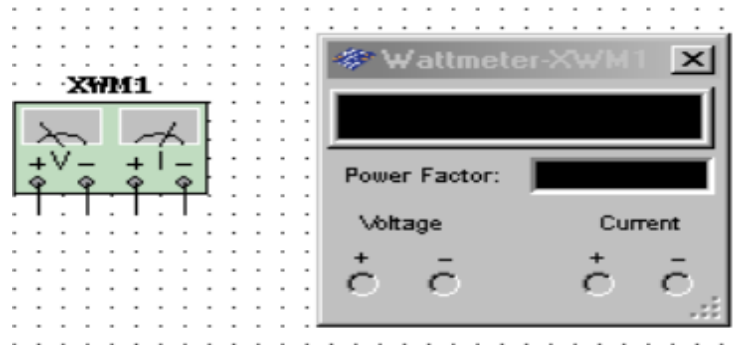 XWM1
+ V - + I -
Wattmeter-XWM1
Power Factor:
Voltage Current
+ - + -